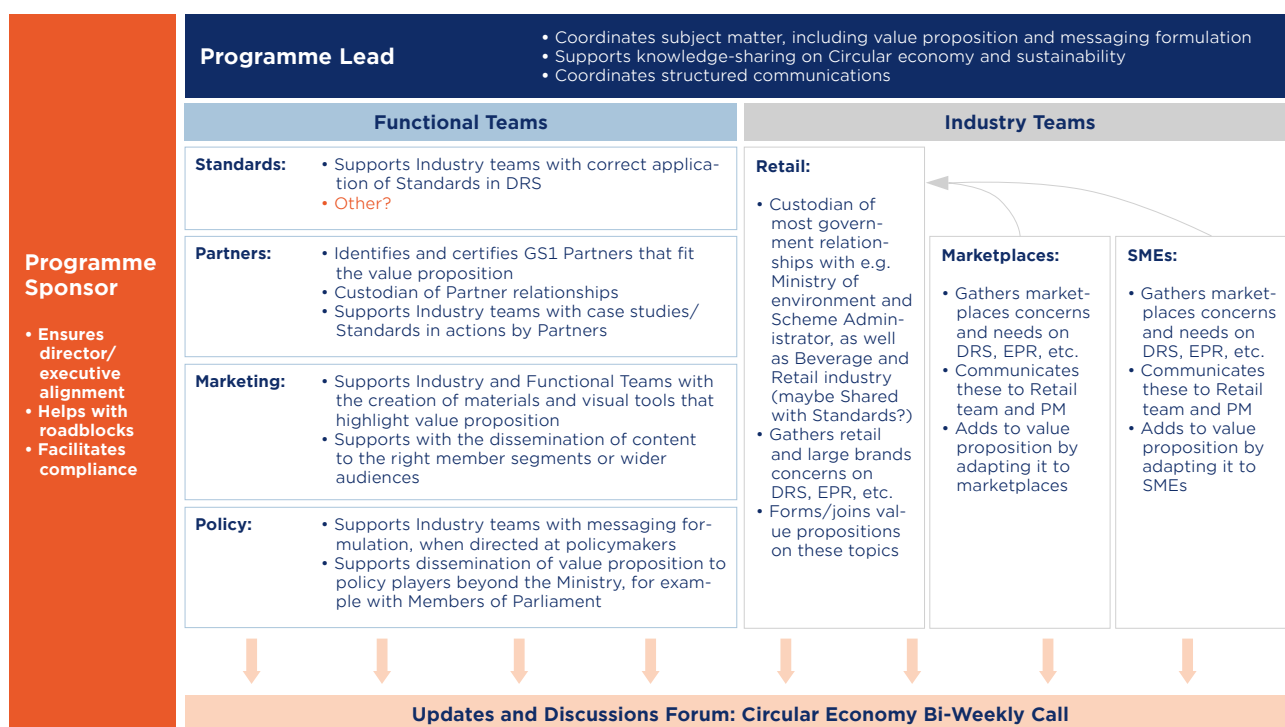 Programme Lead
• Coordinates subject matter, including value proposition and messaging formulation
• Supports knowledge-sharing on Circular economy and sustainability
• Coordinates structured communications
Programme
Sponsor
• Ensures
director/
executive
alignment
• Helps with
roadblocks
• Facilitates
compliance
Functional Teams
Standards:
• Supports Industry teams with correct applica-
tion of Standards in DRS
• Other?
Partners:
• Identifies and certifies GS1 Partners that fit
the value proposition
• Custodian of Partner relationships
• Supports Industry teams with case studies/
Standards in actions by Partners
Marketing:
• Supports Industry and Functional Teams with
the creation of materials and visual tools that
highlight value proposition
• Supports with the dissemination of content
to the right member segments or wider
audiences
Policy:
• Supports Industry teams with messaging for-
mulation, when directed at policymakers
• Supports dissemination of value proposition to
policy players beyond the Ministry, for exam-
ple with Members of Parliament
Industry Teams
Retail:
• Custodian of
most govern-
ment relation-
ships with e.g.
Ministry of
environment and
Scheme Admin-
istrator, as well
as Beverage and
Retail industry
(maybe Shared
with Standards?)
• Gathers retail
and large brands
concerns on
DRS, EPR, etc.
• Forms/joins val-
ue propositions
on these topics
Marketplaces:
• Gathers market-
places concerns
and needs on
DRS, EPR, etc.
• Communicates
these to Retail
team and PM
• Adds to value
proposition by
adapting it to
marketplaces
SMEs:
• Gathers market-
places concerns
and needs on
DRS, EPR, etc.
• Communicates
these to Retail
team and PM
• Adds to value
proposition by
adapting it to
SMEs
Updates and Discussions Forum: Circular Economy Bi-Weekly Call